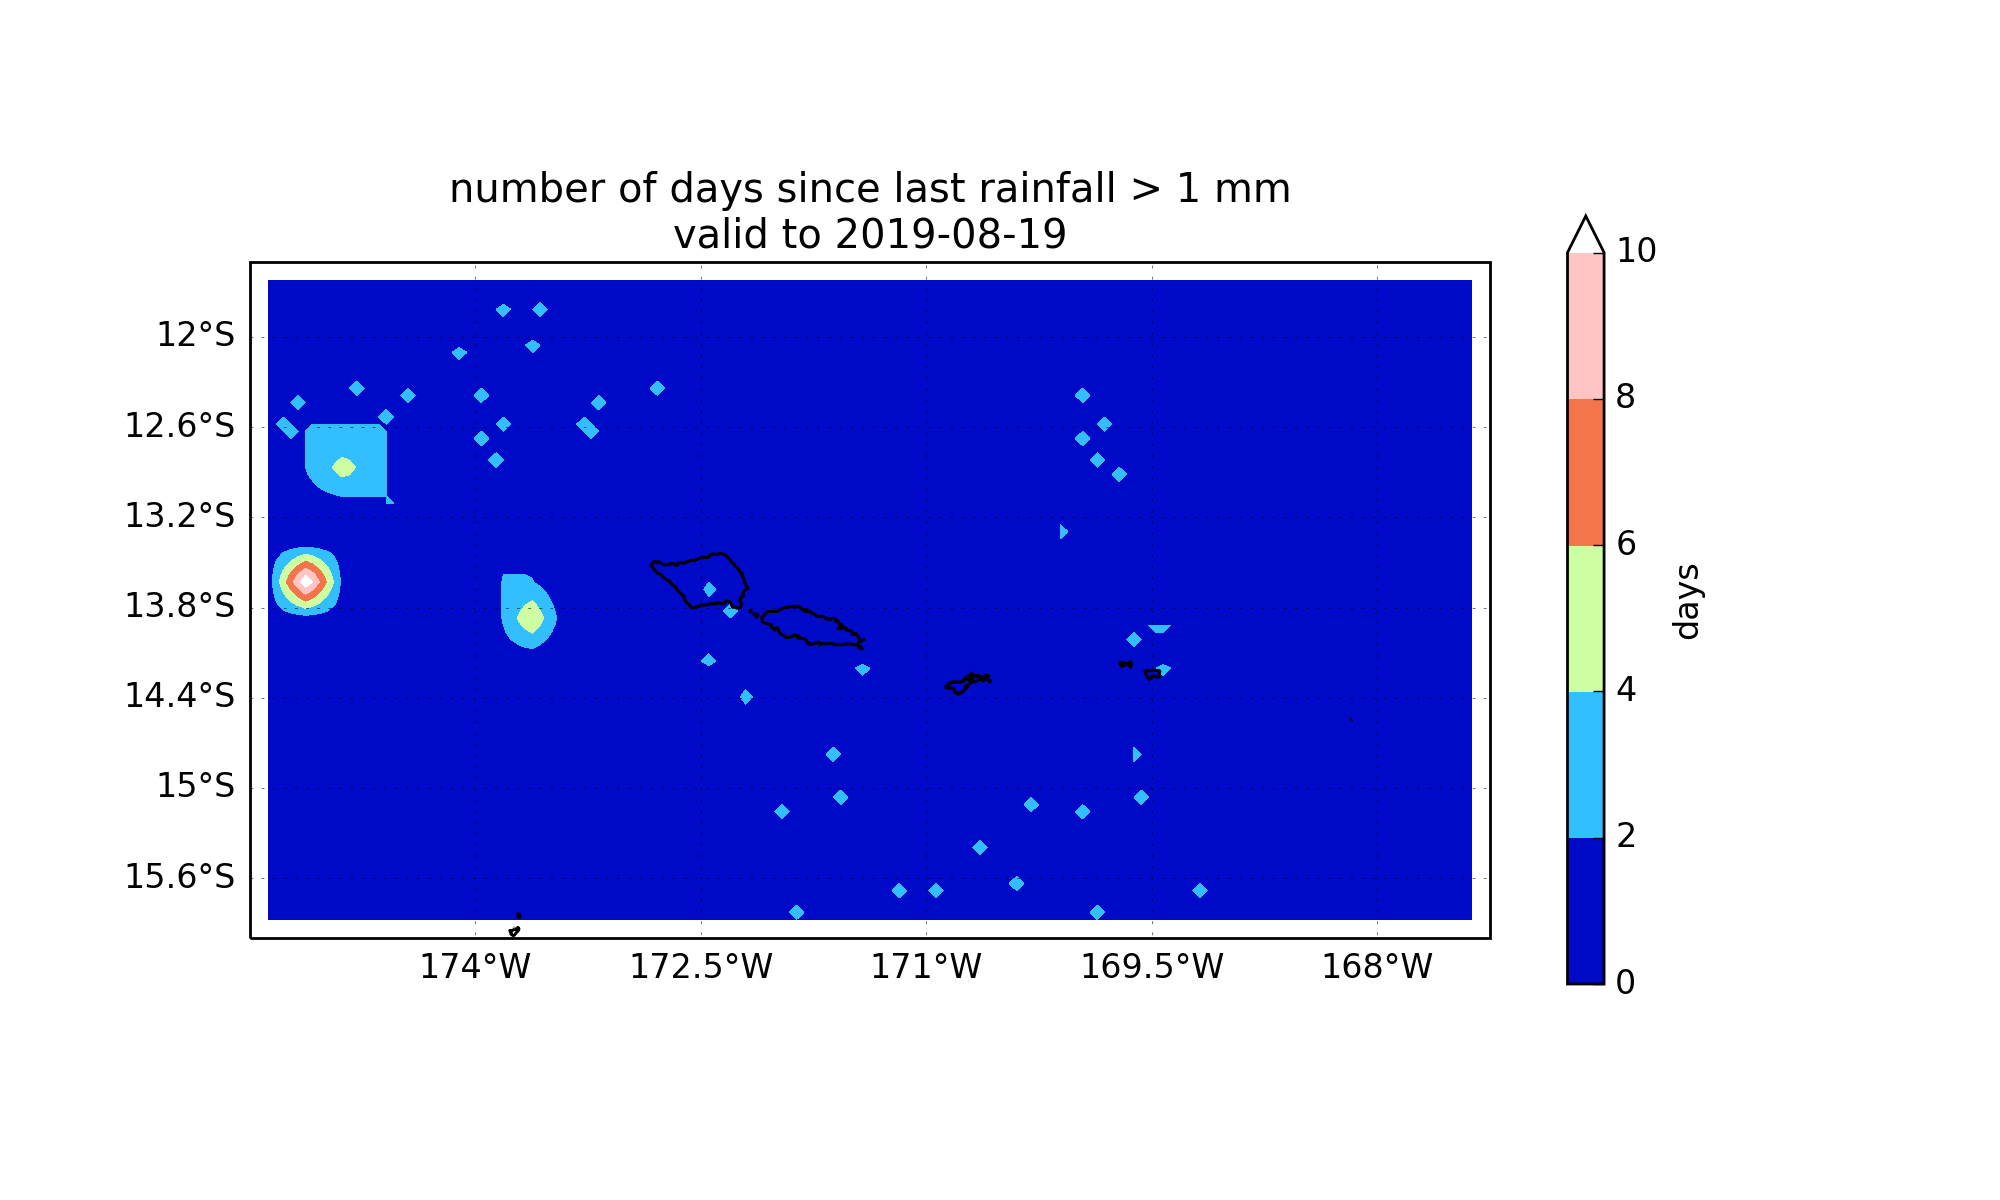 number of days since last rainfall > 1 mm
valid to 2019-08-19
12°S
12.6°S
13.2°S
13.8°S
14.4°S
15°S
15.6°S
174°W
172.5°W
171°W
169.5°W
168°W
10
8
6
4
2
0
days